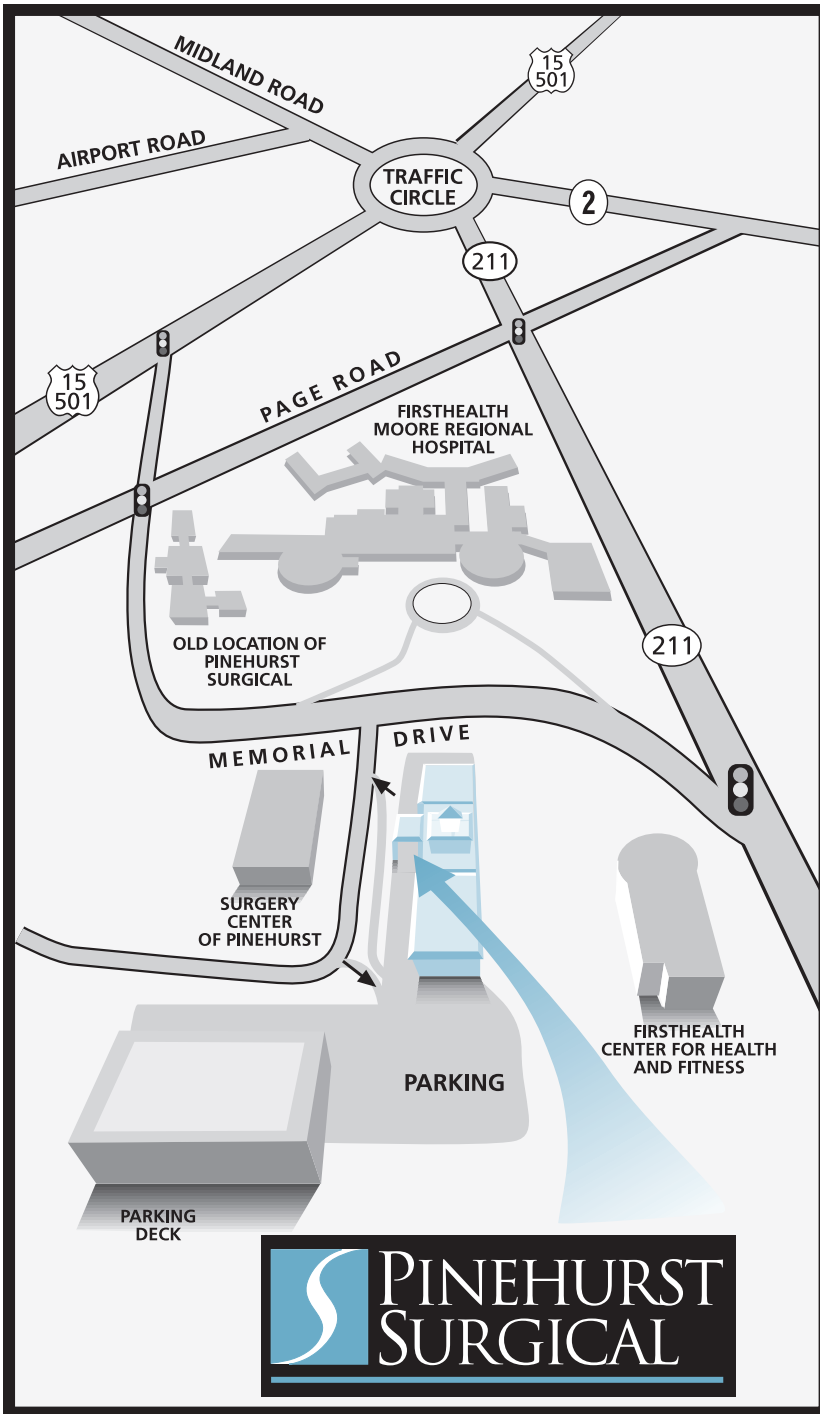 MIDLAND ROAD
15
501
AIRPORT ROAD
TRAFFIC
CIRCLE
2
211
15
501
PAGE ROAD
FIRSTHEALTH
MOORE REGIONAL
HOSPITAL
OLD LOCATION OF
PINEHURST
SURGICAL
211
MEMORIAL DRIVE
SURGERY
CENTER
OF PINEHURST
FIRSTHEALTH
CENTER FOR HEALTH
AND FITNESS
PARKING
PARKING
DECK
PINEHURST
SURGICAL